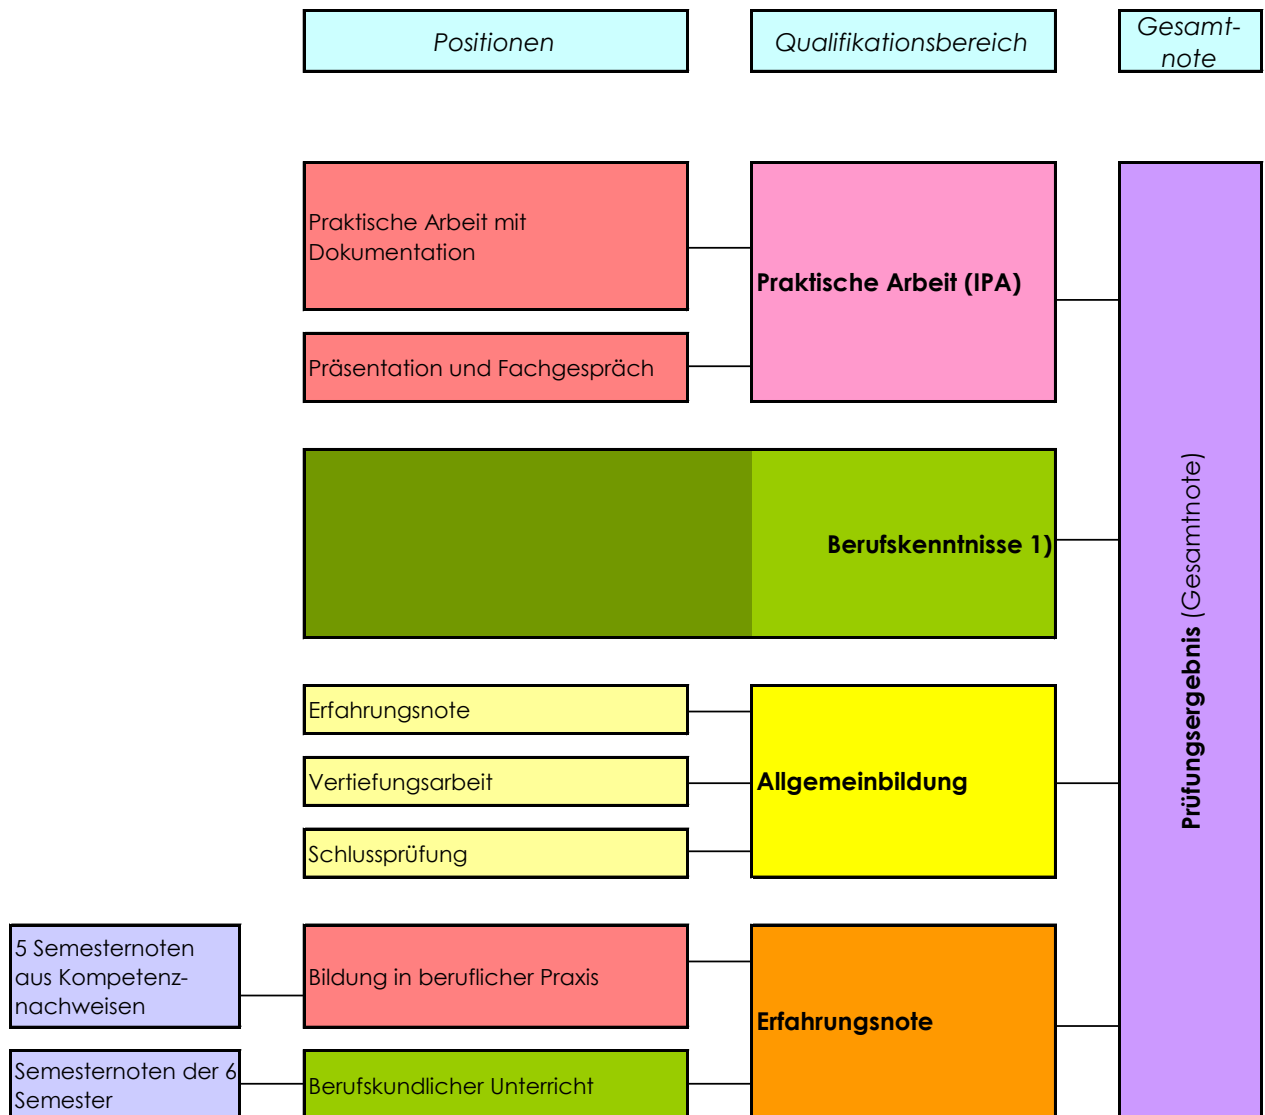 Positionen
Qualifikationsbereich
Gesamt-
note
Praktische Arbeit mit
Dokumentation
Praktische Arbeit (IPA)
Präsentation und Fachgespräch
Berufskenntnisse 1)
Prüfungsergebnis (Gesamtnote)
Erfahrungsnote
Vertiefungsarbeit
Allgemeinbildung
Schlussprüfung
5 Semesternoten
aus Kompetenz-
nachweisen
Bildung in beruflicher Praxis
Erfahrungsnote
Semesternoten der 6
Semester
Berufskundlicher Unterricht